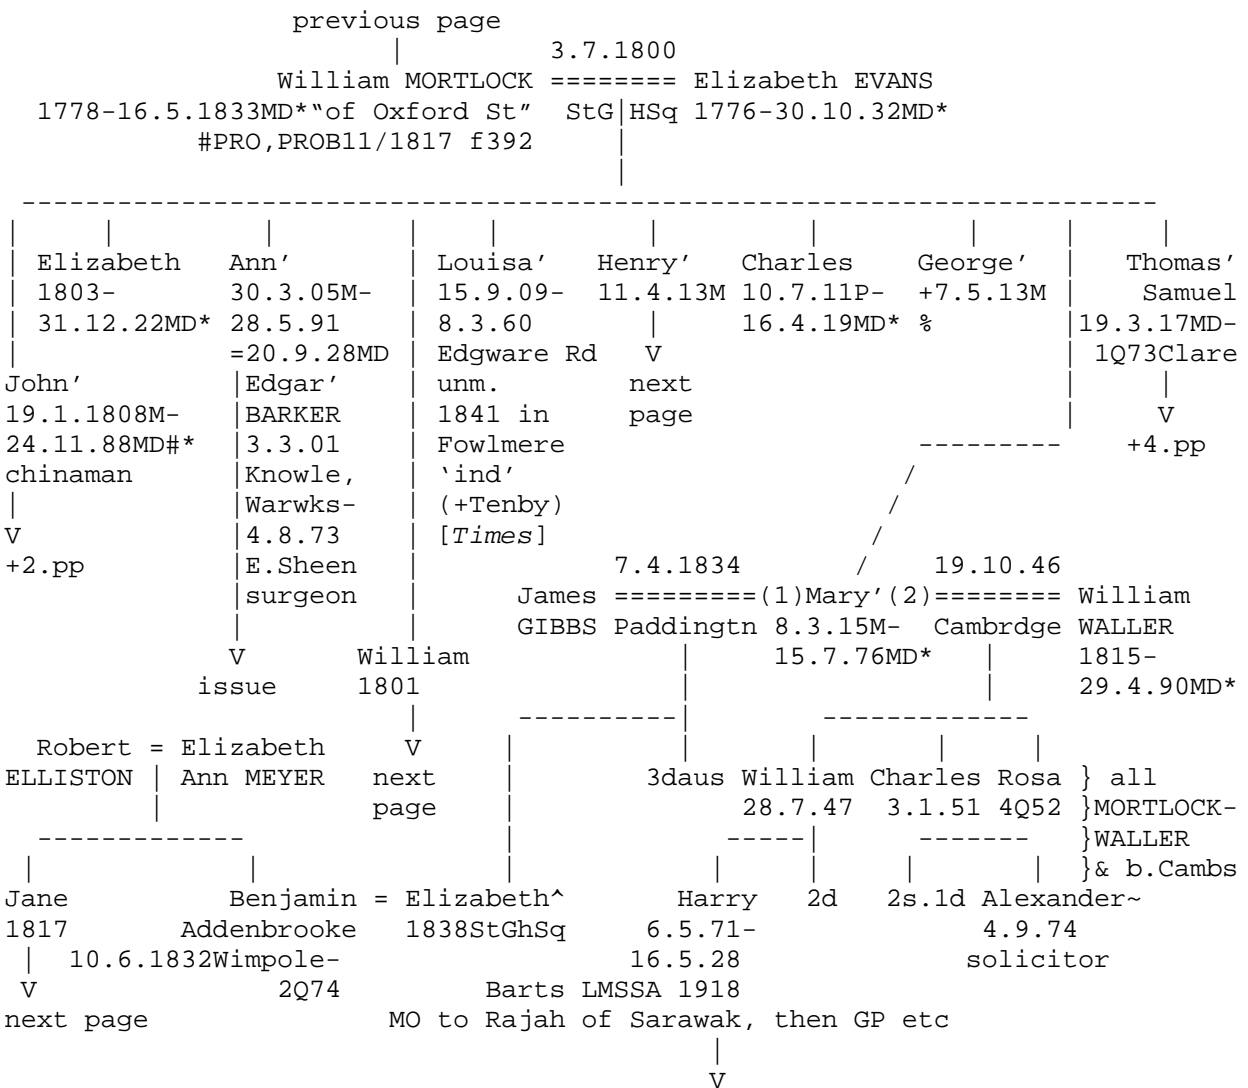 previous page
| 3.7.1800
William MORTLOCK ======== Elizabeth EVANS
1778-16.5.1833MD*“of Oxford St” StG|HSq 1776-30.10.32MD*
#PRO,PROB11/1817 f392 |
|
-----------------------------------------------------------------------
| | | | | | | | | |
| Elizabeth Ann’ | Louisa’ Henry’ Charles George’ | Thomas’
| 1803- 30.3.05M- | 15.9.09- 11.4.13M 10.7.11P- +7.5.13M | Samuel
| 31.12.22MD* 28.5.91 | 8.3.60 | 16.4.19MD* % |19.3.17MD-
| =20.9.28MD | Edgware Rd V | 1Q73Clare
John’ |Edgar’ | unm. next | |
19.1.1808M- |BARKER | 1841 in page | V
24.11.88MD#* |3.3.01 | Fowlmere --------- +4.pp
chinaman |Knowle, | ‘ind’ /
| |Warwks- | (+Tenby) /
V |4.8.73 | [Times] /
+2.pp |E.Sheen | 7.4.1834 / 19.10.46
|surgeon | James =========(1)Mary’(2)======== William
| | GIBBS Paddingtn 8.3.15M- Cambrdge WALLER
V William | 15.7.76MD* | 1815-
issue 1801 | | 29.4.90MD*
| ----------| -------------
Robert = Elizabeth V | | | | |
ELLISTON | Ann MEYER next | 3daus William Charles Rosa } all
| page | 28.7.47 3.1.51 4Q52 }MORTLOCK-
------------- | -----| ------- }WALLER
| | | | | | | }& b.Cambs
Jane Benjamin = Elizabeth^ Harry 2d 2s.1d Alexander~
1817 Addenbrooke 1838StGhSq 6.5.71- 4.9.74
| 10.6.1832Wimpole- 16.5.28 solicitor
V 2Q74 Barts LMSSA 1918
next page MO to Rajah of Sarawak, then GP etc
|
V